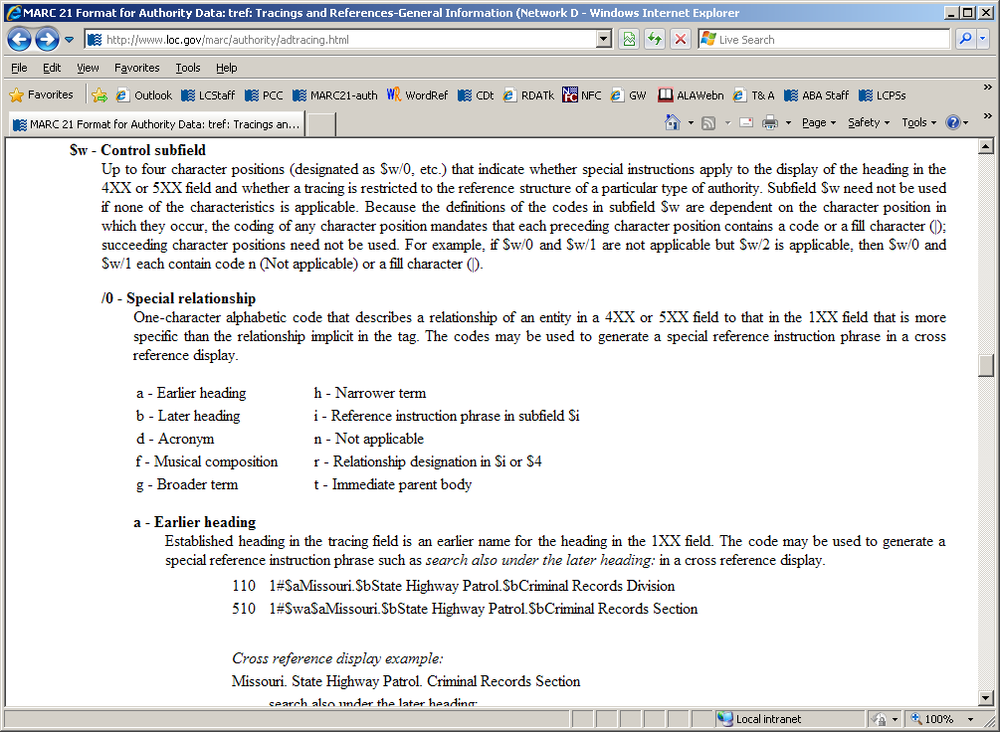 MARC 21 Format for Authority Data: tref: Tracings and References-General Information (Network D - Windows Internet Explorer
http://www.loc.gov/marc/authority/adtracing.html
Live Search
File Edit View Favorites Tools Help
Favorites Outlook LCStaff PCC MARC21-auth WordRef CDt RDATk NFC GW ALAWebn T& A ABA Staff LCPSs
MARC 21 Format for Authority Data: tref: Tracings an...
Page Safety Tools
$w - Control subfield
Up to four character positions (designated as $w/0, etc.) that indicate whether special instructions apply to the display of the heading in the
4XX or 5XX field and whether a tracing is restricted to the reference structure of a particular type of authority. Subfield $w need not be used
if none of the characteristics is applicable. Because the definitions of the codes in subfield $w are dependent on the character position in
which they occur, the coding of any character position mandates that each preceding character position contains a code or a fill character (|);
succeeding character positions need not be used. For example, if $w/0 and $w/1 are not applicable but $w/2 is applicable, then $w/0 and
$w/1 each contain code n (Not applicable) or a fill character (|).
/0 - Special relationship
One-character alphabetic code that describes a relationship of an entity in a 4XX or 5XX field to that in the 1XX field that is more
specific than the relationship implicit in the tag. The codes may be used to generate a special reference instruction phrase in a cross
reference display.
a - Earlier heading h - Narrower term
b - Later heading i - Reference instruction phrase in subfield $i
d - Acronym n - Not applicable
f - Musical composition r - Relationship designation in $i or $4
g - Broader term t - Immediate parent body
a - Earlier heading
Established heading in the tracing field is an earlier name for the heading in the 1XX field. The code may be used to generate a
special reference instruction phrase such as search also under the later heading: in a cross reference display.
110 1#$aMissouri.$bState Highway Patrol.$bCriminal Records Division
510 1#$wa$aMissouri.$bState Highway Patrol.$bCriminal Records Section
Cross reference display example:
Missouri. State Highway Patrol. Criminal Records Section
search also under the later heading:
Local intranet 100%